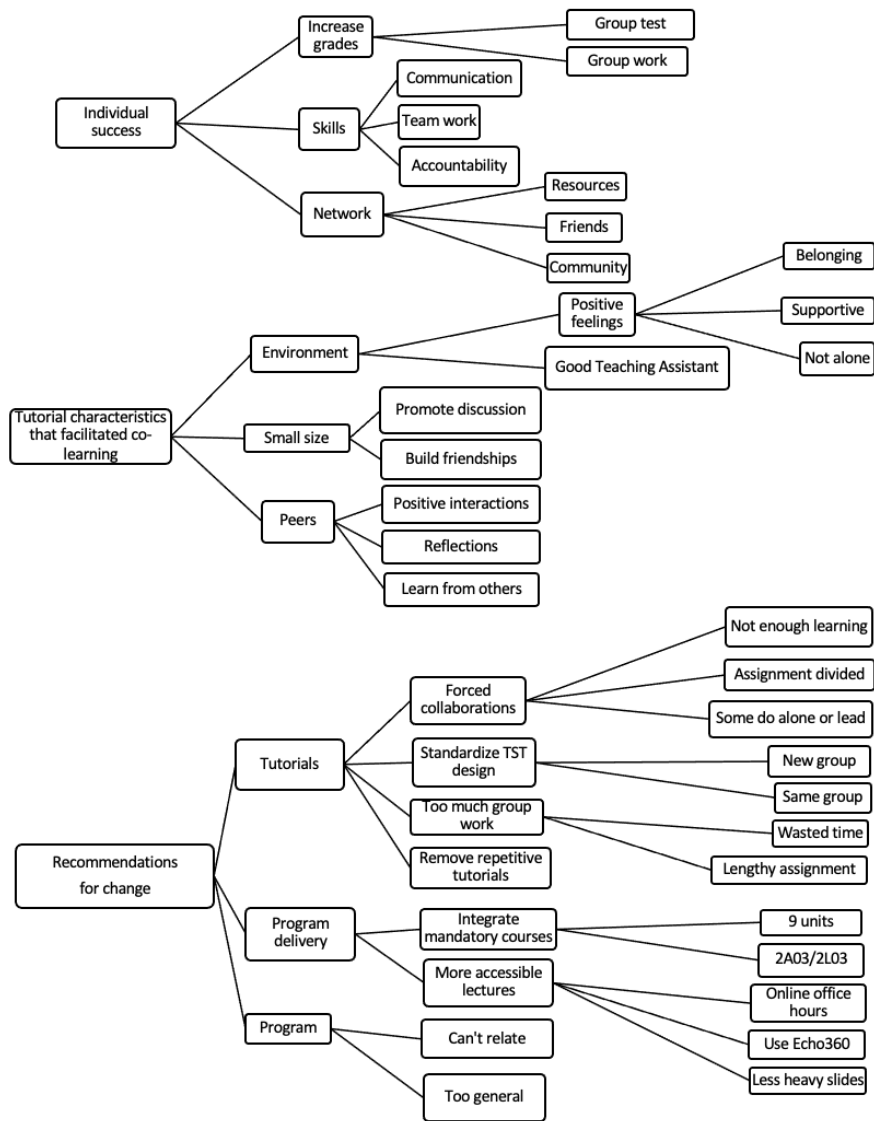 Increase
grades
Group test
Group work
Individual
success
Skills
Communication
Team work
Accountability
Network
Resources
Friends
Community
Tutorial characteristics
that facilitated co-
learning
Environment
Positive
feelings
Belonging
Supportive
Not alone
Good Teaching Assistant
Small size
Promote discussion
Build friendships
Peers
Positive interactions
Reflections
Learn from others
Recommendations
for change
Tutorials
Forced
collaborations
Not enough learning
Assignment divided
Some do alone or lead
Standardize TST
design
New group
Same group
Too much group
work
Wasted time
Lengthy assignment
Remove repetitive
tutorials
Program
delivery
Integrate
mandatory courses
9 units
2A03/2L03
More accessible
lectures
Online office
hours
Use Echo360
Less heavy slides
Program
Can't relate
Too general